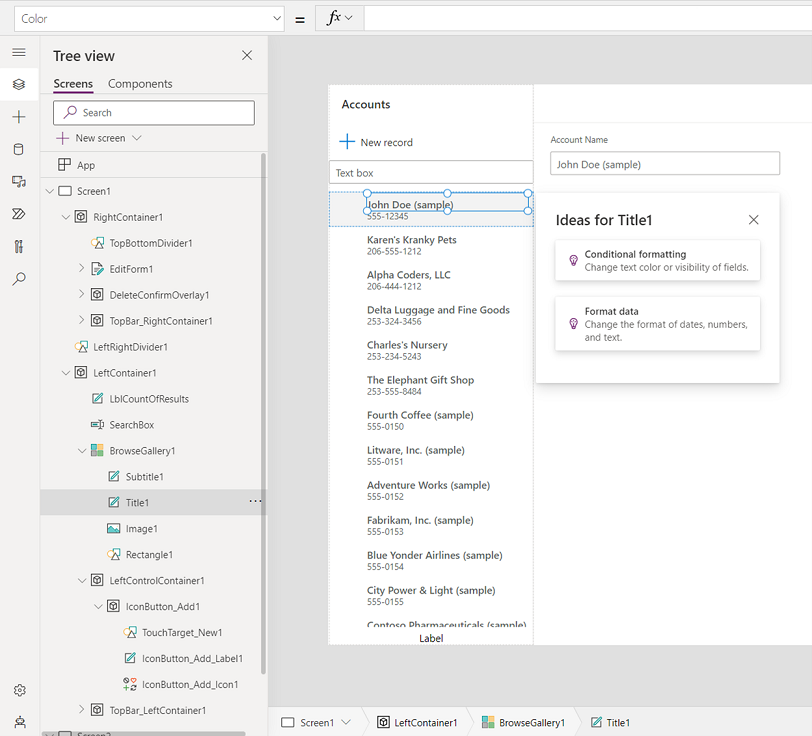 Color
= fx
Tree view
Screens Components
Search
New screen
App
Screen1
RightContainer1
TopBottomDivider1
EditForm1
DeleteConfirmOverlay1
TopBar_RightContainer1
LeftRightDivider1
LeftContainer1
LblCountOfResults
SearchBox
BrowseGallery1
Subtitle1
Title1
Image1
Rectangle1
LeftControlContainer1
IconButton_Add1
TouchTarget_New1
IconButton_Add_Label1
IconButton_Add_Icon1
TopBar_LeftContainer1
Accounts
New record
Text box
John Doe (sample)
555-12345
Karen's Kranky Pets
206-555-1212
Alpha Coders, LLC
206-444-1212
Delta Luggage and Fine Goods
253-324-3456
Charles's Nursery
253-234-5243
The Elephant Gift Shop
253-555-8484
Fourth Coffee (sample)
555-0150
Litware, Inc. (sample)
555-0151
Adventure Works (sample)
555-0152
Fabrikam, Inc. (sample)
555-0153
Blue Yonder Airlines (sample)
555-0154
City Power & Light (sample)
555-0155
Contoso Pharmaceuticals (sample)
Label
Account Name
John Doe (sample)
Ideas for Title1
Conditional formatting
Change text color or visibility of fields.
Format data
Change the format of dates, numbers,
and text.
Screen1 LeftContainer1 BrowseGallery1 Title1